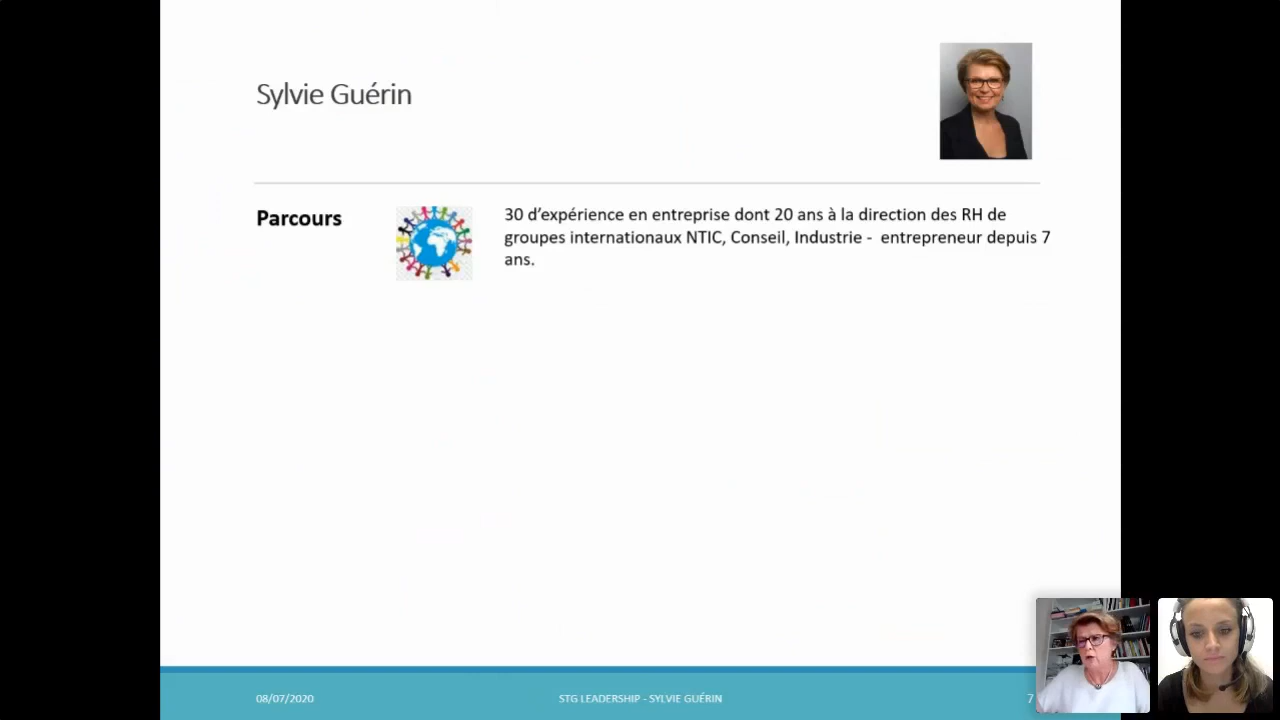 Sylvie Guérin
Parcours
30 d’expérience en entreprise dont 20 ans à la direction des RH de
groupes internationaux NTIC, Conseil, Industrie - entrepreneur depuis 7
ans.
08/07/2020
STG LEADERSHIP - SYLVIE GUÉRIN
7